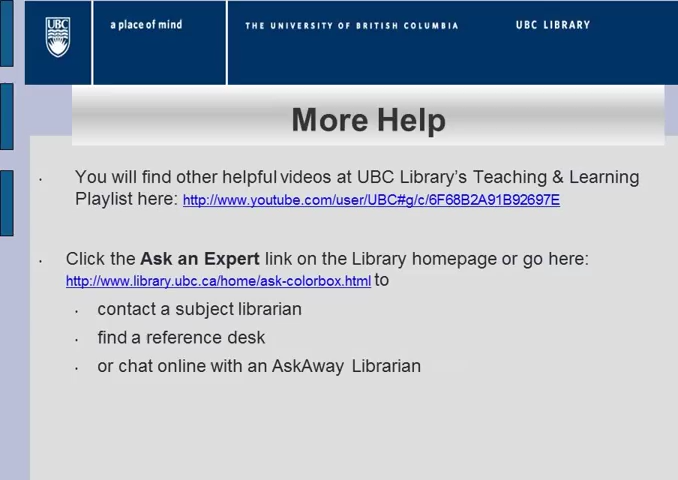 UBC
a place of mind
THE UNIVERSITY OF BRITISH COLUMBIA
UBC LIBRARY
More Help
· You will find other helpful videos at UBC Library's Teaching & Learning
Playlist here: http://www.youtube.com/user/UBC#g/c/6F68B2A91B92697E
· Click the Ask an Expert link on the Library homepage or go here:
http://www.library.ubc.ca/home/ask-colorbox.html to
· contact a subject librarian
· find a reference desk
· or chat online with an AskAway Librarian